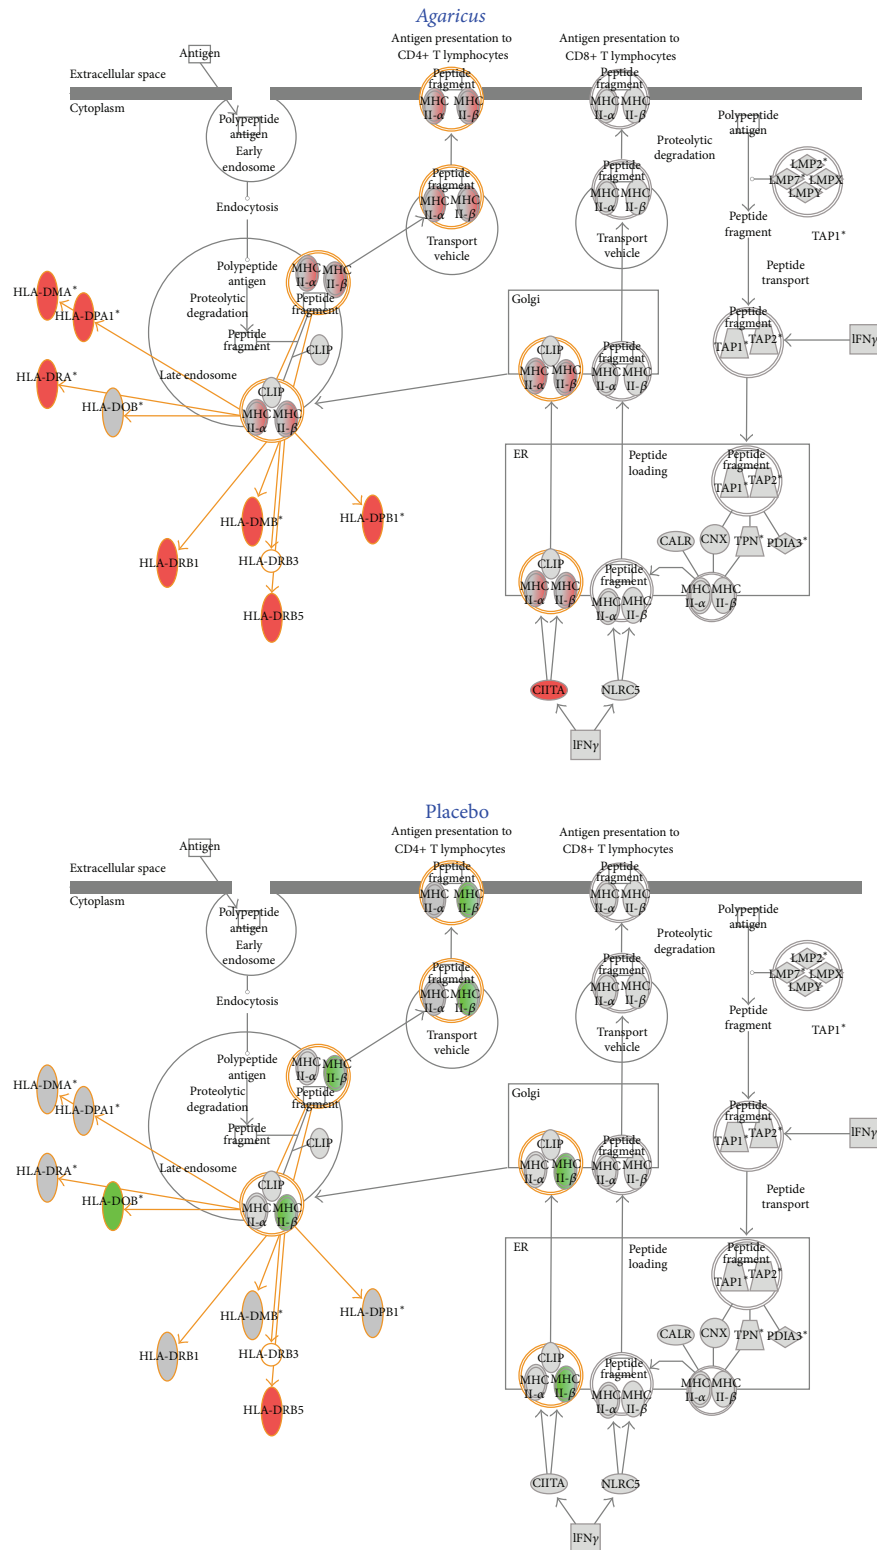 Agaricus
Antigen presentation to
CD4+ T lymphocytes
Antigen presentation to
CD8+ T lymphocytes
Antigen
Extracellular space
Cytoplasm
Peptide
fragment
MHC
II-α
MHC
II-β
Peptide
fragment
MHC
II-α
MHC
II-β
Polypeptide
antigen
Early
endosome
Polypeptide
antigen
Proteolytic
degradation
LMP2*
LMP7*
LMPX
LMPY*
TAP1*
Peptide
fragment
MHC
II-α
MHC
II-β
Transport
vehicle
Peptide
fragment
MHC
II-α
MHC
II-β
Transport
vehicle
Endocytosis
Peptide
fragment
Peptide
transport
Polypeptide
antigen
Proteolytic
degradation
Peptide
fragment
MHC
II-α
MHC
II-β
Peptide
fragment
CLIP
Late endosome
HLA-DMA*
HLA-DPA1*
HLA-DRA*
HLA-DOB*
CLIP
MHC
II-α
MHC
II-β
Golgi
CLIP
MHC
II-α
MHC
II-β
Peptide
fragment
MHC
II-α
MHC
II-β
Peptide
fragment
TAP1*
TAP2*
IFNγ
ER
Peptide
loading
Peptide
fragment
TAP1*
TAP2*
HLA-DMB*
HLA-DPB1*
HLA-DRB1
HLA-DRB3
HLA-DRB5
CALR
CNX
TPN*
PDIA3*
CLIP
MHC
II-α
MHC
II-β
Peptide
fragment
MHC
II-α
MHC
II-β
MHC
II-α
MHC
II-β
CIITA
NLRC5
IFNγ
Placebo
Antigen presentation to
CD4+ T lymphocytes
Antigen presentation to
CD8+ T lymphocytes
Antigen
Extracellular space
Cytoplasm
Peptide
fragment
MHC
II-α
MHC
II-β
Peptide
fragment
MHC
II-α
MHC
II-β
Polypeptide
antigen
Early
endosome
Polypeptide
antigen
Proteolytic
degradation
LMP2*
LMP7*
LMPX
LMPY*
TAP1*
Peptide
fragment
MHC
II-α
MHC
II-β
Transport
vehicle
Peptide
fragment
MHC
II-α
MHC
II-β
Transport
vehicle
Endocytosis
Peptide
fragment
Polypeptide
antigen
Proteolytic
degradation
Peptide
fragment
MHC
II-α
MHC
II-β
Peptide
fragment
CLIP
Late endosome
HLA-DMA*
HLA-DPA1*
HLA-DRA*
HLA-DOB*
CLIP
MHC
II-α
MHC
II-β
Golgi
CLIP
MHC
II-α
MHC
II-β
Peptide
fragment
MHC
II-α
MHC
II-β
Peptide
fragment
TAP1*
TAP2*
IFNγ
Peptide
transport
ER
Peptide
loading
Peptide
fragment
TAP1*
TAP2*
HLA-DMB*
HLA-DPB1*
HLA-DRB1
HLA-DRB3
HLA-DRB5
CALR
CNX
TPN*
PDIA3*
CLIP
MHC
II-α
MHC
II-β
Peptide
fragment
MHC
II-α
MHC
II-β
MHC
II-α
MHC
II-β
CIITA
NLRC5
IFNγ